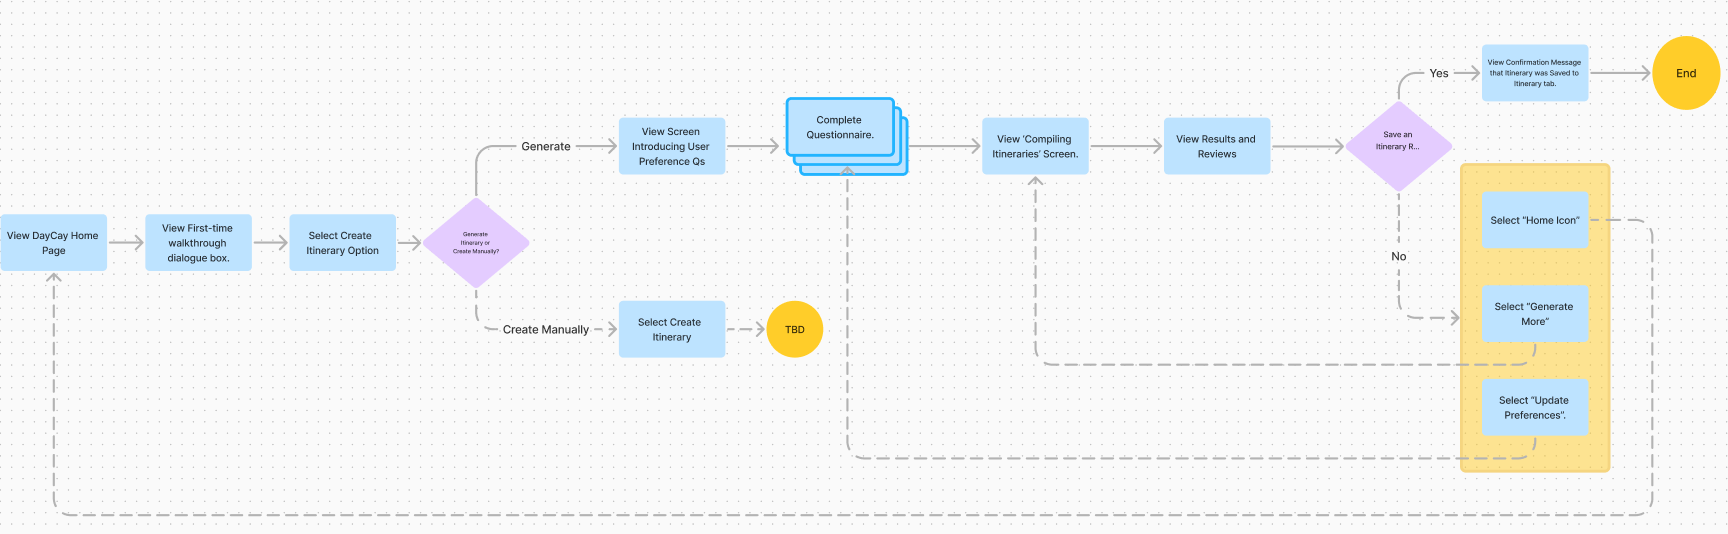 View DayCay Home
Page
View First-time
walkthrough
dialogue box.
Select Create
Itinerary Option
Generate
Itinerary or
Create Manually?
Generate
View Screen
Introducing User
Preference Qs
Complete
Questionnaire.
View ‘Compiling
Itineraries’ Screen.
View Results and
Reviews
Save an
Itinerary R...
Yes
View Confirmation Message
that Itinerary was Saved to
Itinerary tab.
End
No
Select “Home Icon”
Select “Generate
More”
Select “Update
Preferences”.
Create Manually
Select Create
Itinerary
TBD